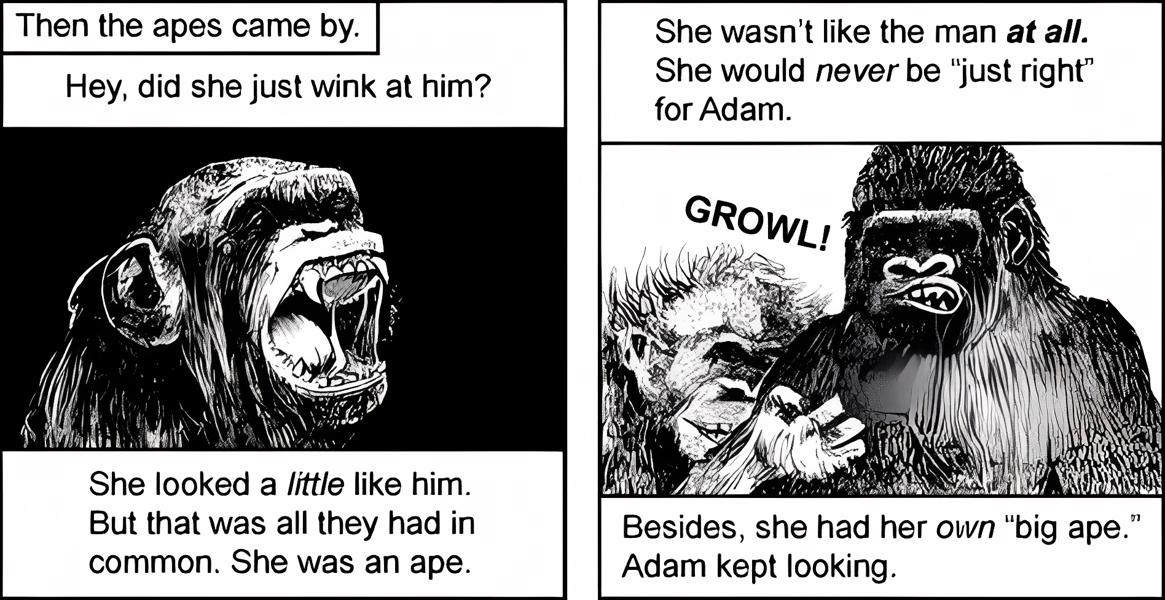 Then the apes came by.
Hey, did she just wink at him?
She looked a little like him.
But that was all they had in
common. She was an ape.
She wasn't like the man at all.
She would never be “just right”
for Adam.
GROWL!
Besides, she had her own “big ape.”
Adam kept looking.